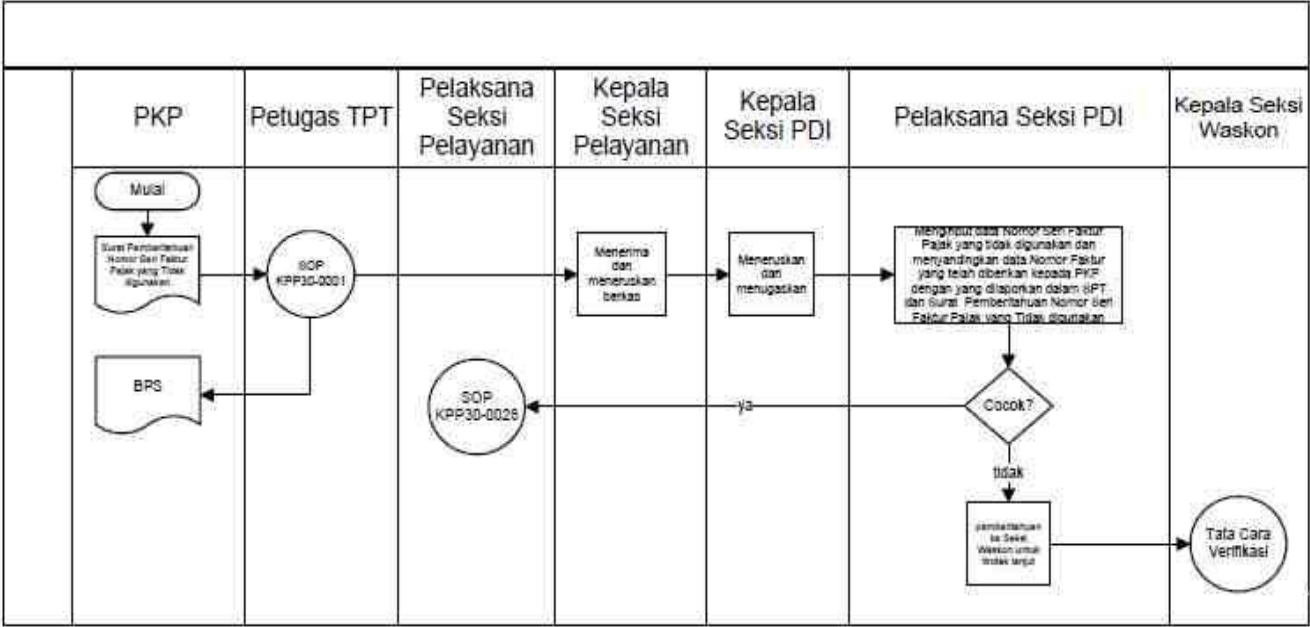 PKP
Petugas TPT
Pelaksana
Seksi
Pelayanan
Kepala
Seksi
Pelayanan
Kepala
Seksi PDI
Pelaksana Seksi PDI
Kepala Seksi
Waskon
Mulai
Surat Pemberitahuan
Nomor Seri Faktur
Pajak yang Tidak
digunakan
SOP
KPP30-0001
Menerima
dan
meneruskan
berkas
Meneruskan
dan
menugaskan
Menginput data Nomor Seri Faktur
Pajak yang tidak digunakan dan
menyandingkan data Nomor Faktur
yang telah diberikan kepada PKP
dengan yang dilaporkan dalam SPT
dan Surat Pemberitahuan Nomor Seri
Faktur Pajak yang Tidak digunakan
BPS
SOP
KPP30-0026
ya
Cocok?
tidak
pemberitahuan
ke Seksi
Waskon untuk
tindak lanjut
Tata Cara
Verifikasi